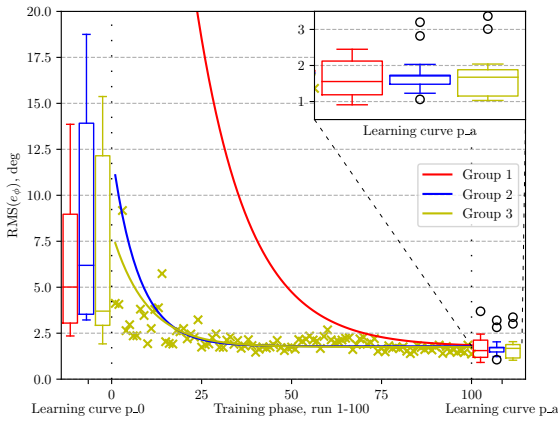 20.0
17.5
15.0
12.5
10.0
7.5
5.0
2.5
0.0
RMS(e_ϕ), deg
3
2
1
Learning curve p_a
Group 1
Group 2
Group 3
0 25 50 75 100
Learning curve p_0 Training phase, run 1-100 Learning curve p_a